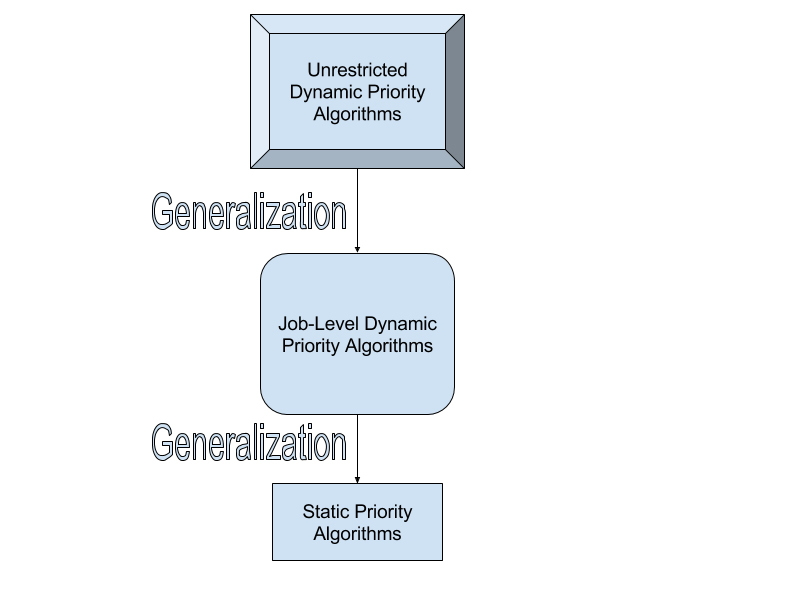 Unrestricted
Dynamic Priority
Algorithms
Generalization
Job-Level Dynamic
Priority Algorithms
Generalization
Static Priority
Algorithms